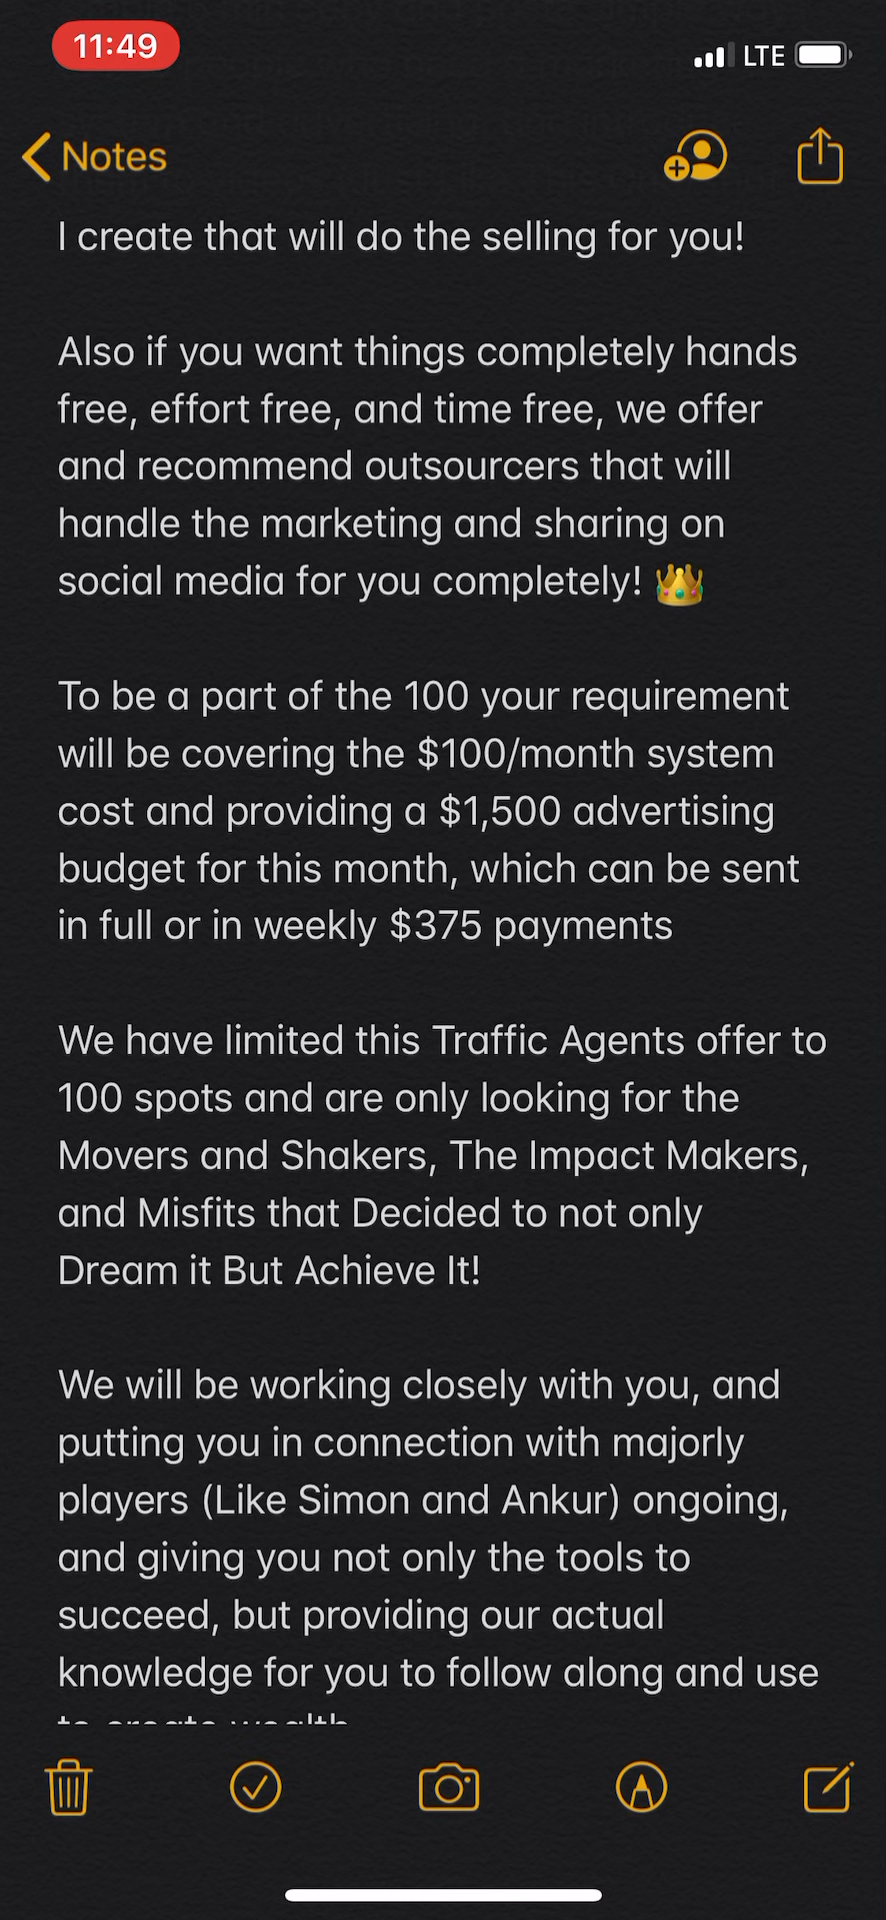 11:49
LTE
Notes
I create that will do the selling for you!
Also if you want things completely hands
free, effort free, and time free, we offer
and recommend outsourcers that will
handle the marketing and sharing on
social media for you completely! 👑
To be a part of the 100 your requirement
will be covering the $100/month system
cost and providing a $1,500 advertising
budget for this month, which can be sent
in full or in weekly $375 payments
We have limited this Traffic Agents offer to
100 spots and are only looking for the
Movers and Shakers, The Impact Makers,
and Misfits that Decided to not only
Dream it But Achieve It!
We will be working closely with you, and
putting you in connection with majorly
players (Like Simon and Ankur) ongoing,
and giving you not only the tools to
succeed, but providing our actual
knowledge for you to follow along and use
to create wealth